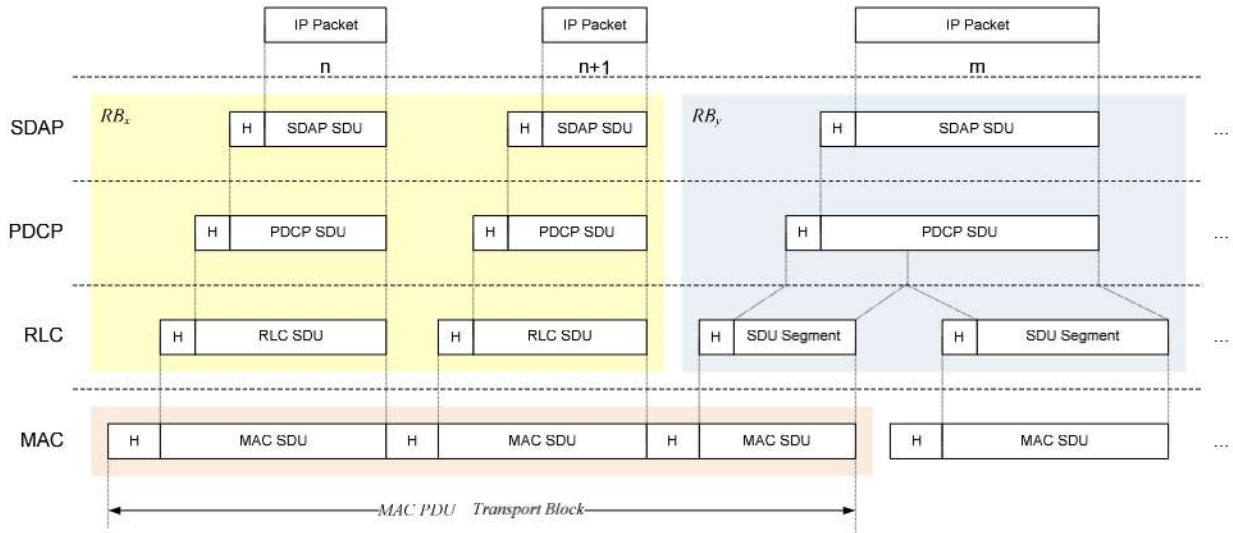 IP Packet IP Packet IP Packet
n n+1 m
SDAP RBx H SDAP SDU H SDAP SDU RBy H SDAP SDU ...
PDCP H PDCP SDU H PDCP SDU H PDCP SDU ...
RLC H RLC SDU H RLC SDU H SDU Segment H SDU Segment ...
MAC H MAC SDU H MAC SDU H MAC SDU H MAC SDU ...
MAC PDU Transport Block